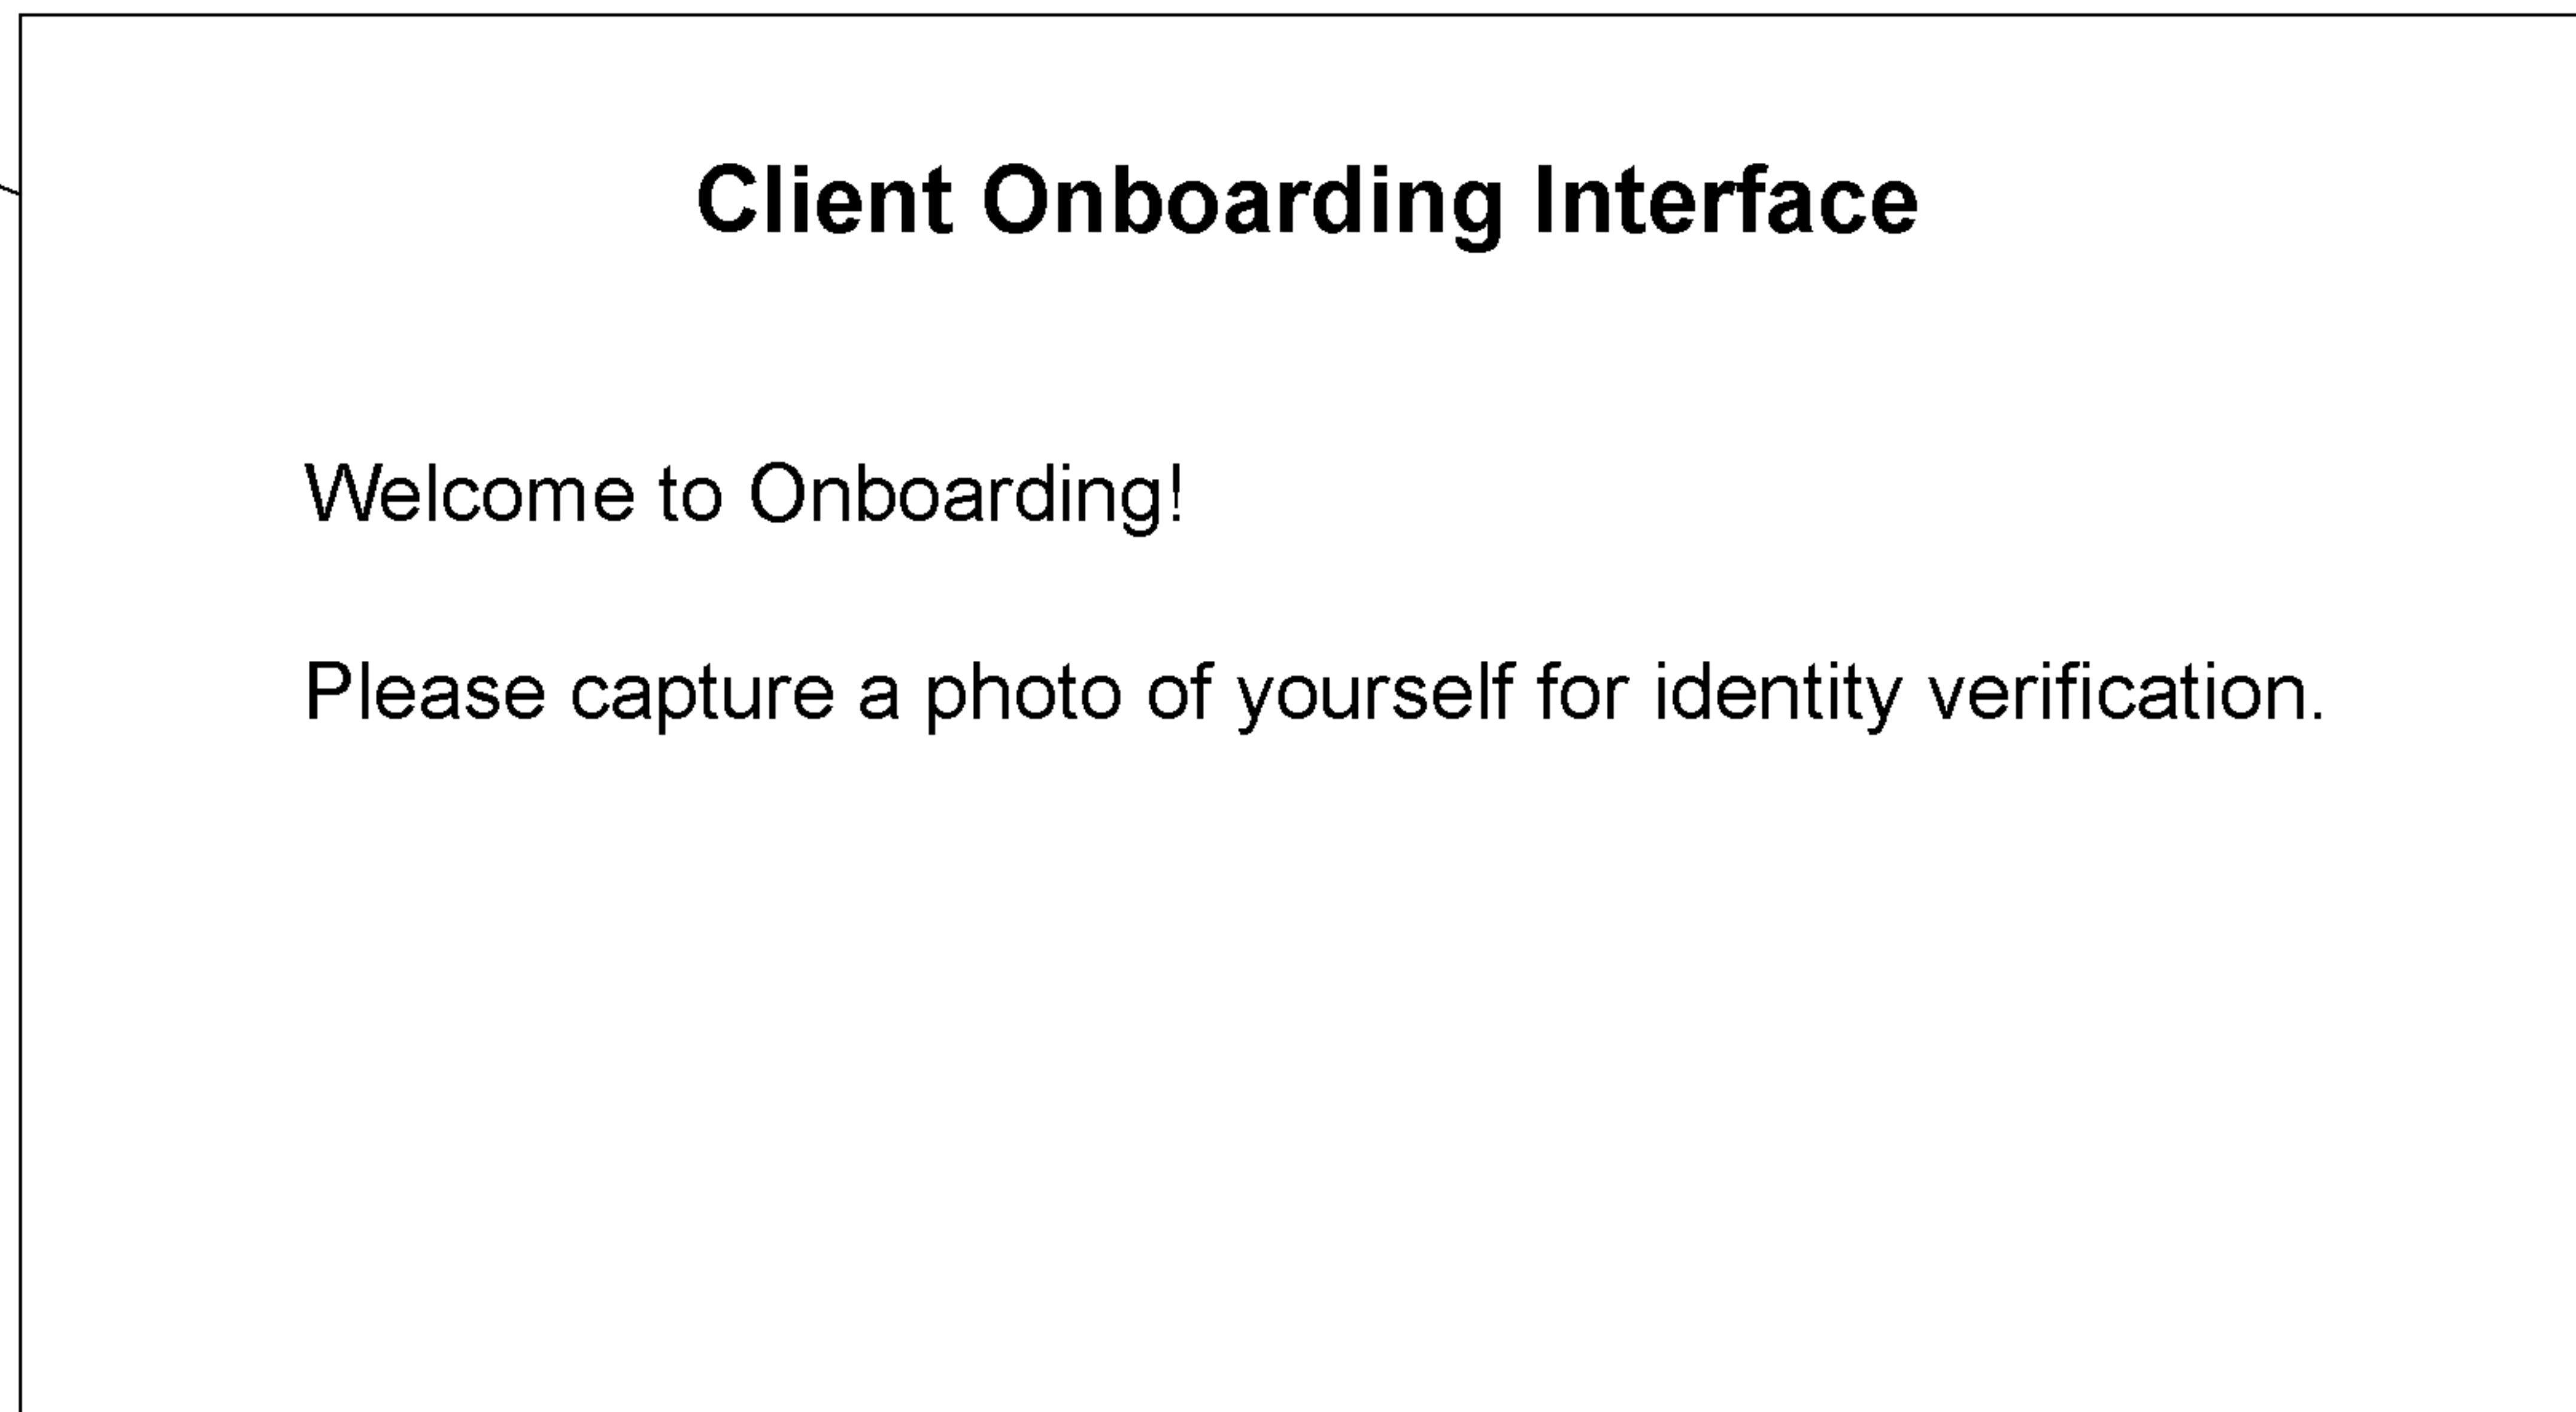 Client Onboarding Interface
Welcome to Onboarding!
Please capture a photo of yourself for identity verification.